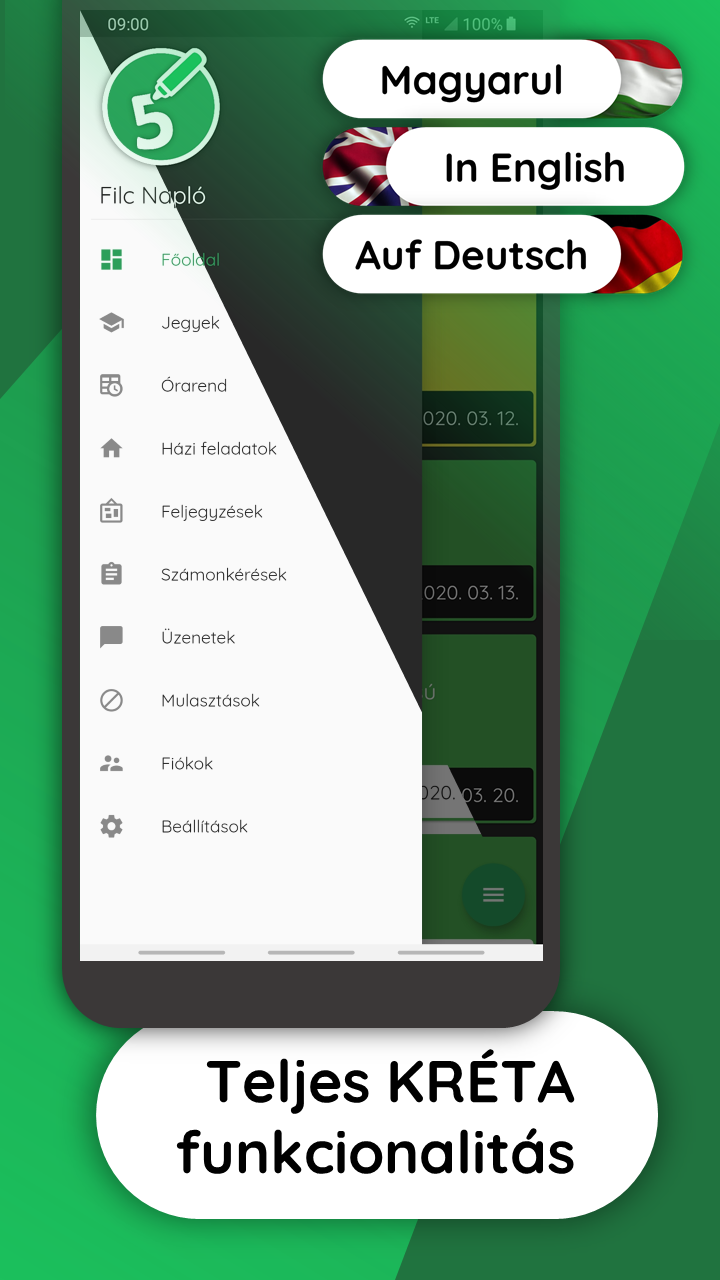 09:00
LTE
100%
Magyarul
In English
Auf Deutsch
5
Filc Napló
Főoldal
Jegyek
Órarend
Házi feladatok
Feljegyzések
Számonkérések
Üzenetek
Mulasztások
Fiókok
Beállítások
020. 03. 12.
020. 03. 13.
Ú
020. 03. 20.
Teljes KRÉTA
funkcionalitás